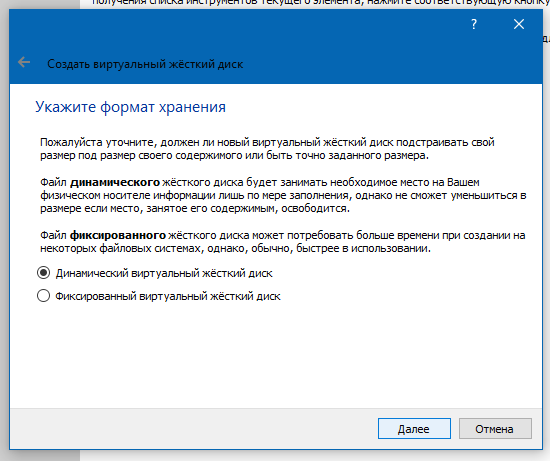 получения списка инструментов текущего элемента, нажмите соответствующую кнопку
?
Создать виртуальный жёсткий диск
Укажите формат хранения
Пожалуйста уточните, должен ли новый виртуальный жёсткий диск подстраивать свой
размер под размер своего содержимого или быть точно заданного размера.
Файл динамического жёсткого диска будет занимать необходимое место на Вашем
физическом носителе информации лишь по мере заполнения, однако не сможет уменьшиться в
размере если место, занятое его содержимым, освободится.
Файл фиксированного жёсткого диска может потребовать больше времени при создании на
некоторых файловых системах, однако, обычно, быстрее в использовании.
Динамический виртуальный жёсткий диск
Фиксированный виртуальный жёсткий диск
Далее
Отмена